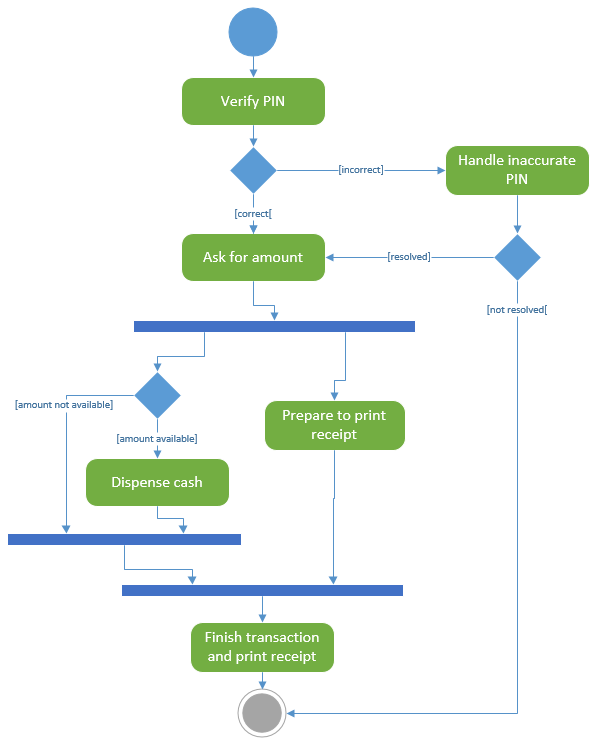 Verify PIN
[incorrect]
Handle inaccurate
PIN
[correct[
Ask for amount
[resolved]
[not resolved[
[amount not available]
Prepare to print
receipt
[amount available]
Dispense cash
Finish transaction
and print receipt